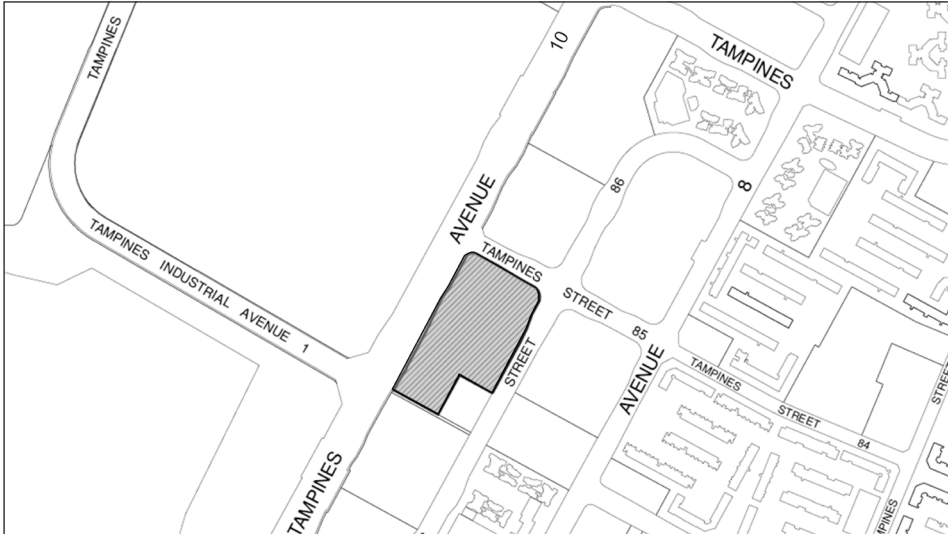 TAMPINES
10
TAMPINES
86
8
AVENUE
TAMPINES
STREET
85
TAMPINES INDUSTRIAL AVENUE 1
STREET
AVENUE
TAMPINES
STREET
84
TAMPINES